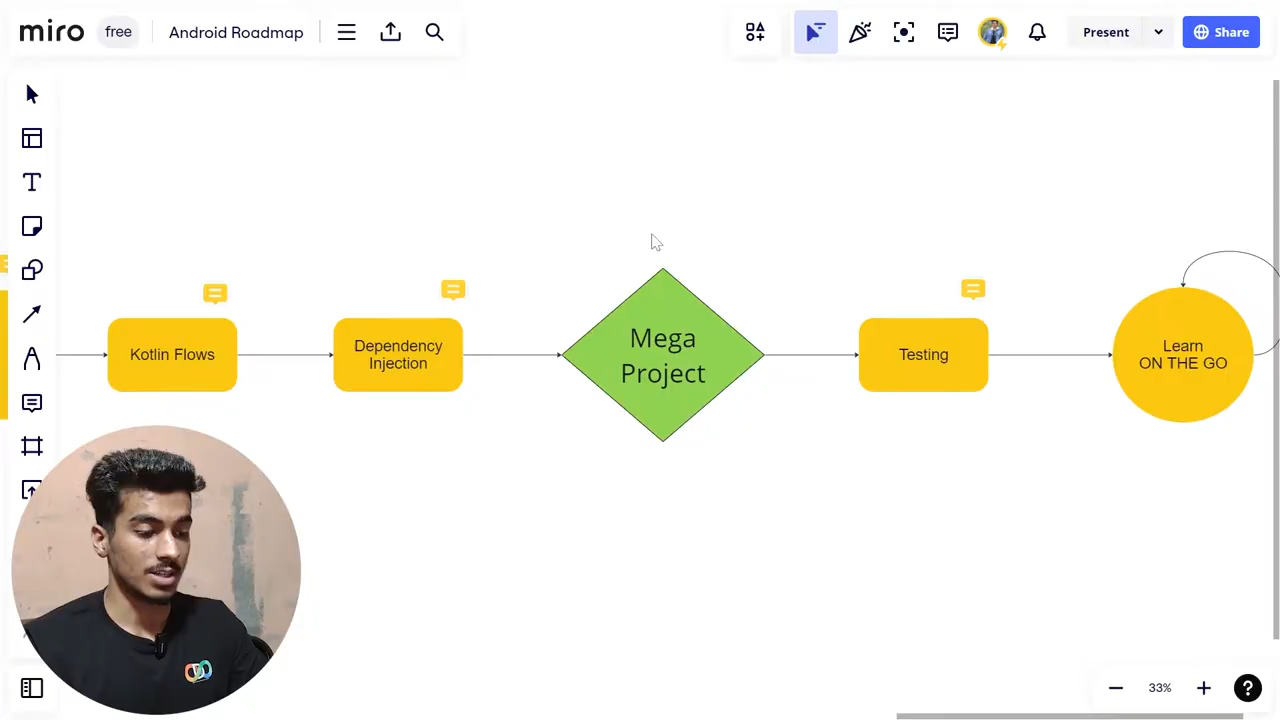 miro free Android Roadmap Present Share
Mega
Project
Kotlin Flows
Dependency
Injection
Testing
Learn
ON THE GO
33%
?